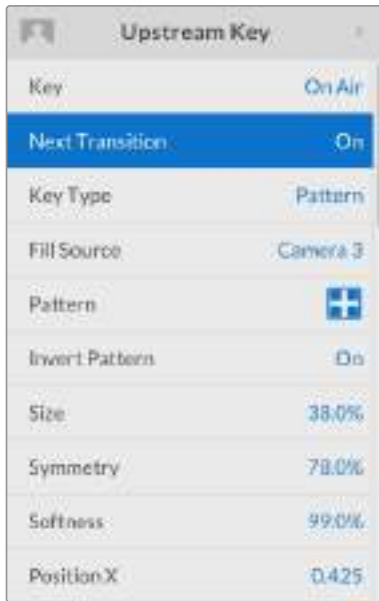 Upstream Key
Key On Air
Next Transition On
Key Type Pattern
Fill Source Camera 3
Pattern
Invert Pattern On
Size 38.0%
Symmetry 78.0%
Softness 99.0%
Position X 0.425